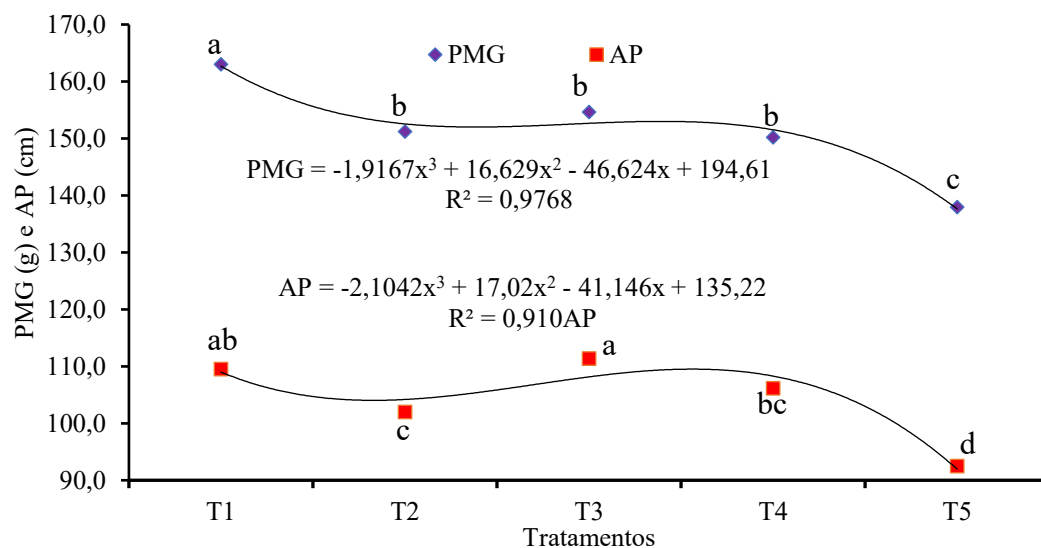 170,0
160,0
150,0
140,0
130,0
120,0
110,0
100,0
90,0
PMG (g) e AP (cm)
PMG AP
a
b
b
b
c
PMG = -1,9167x³ + 16,629x² - 46,624x + 194,61
R² = 0,9768
AP = -2,1042x³ + 17,02x² - 41,146x + 135,22
R² = 0,910AP
ab
c
a
bc
d
T1 T2 T3 T4 T5
Tratamentos